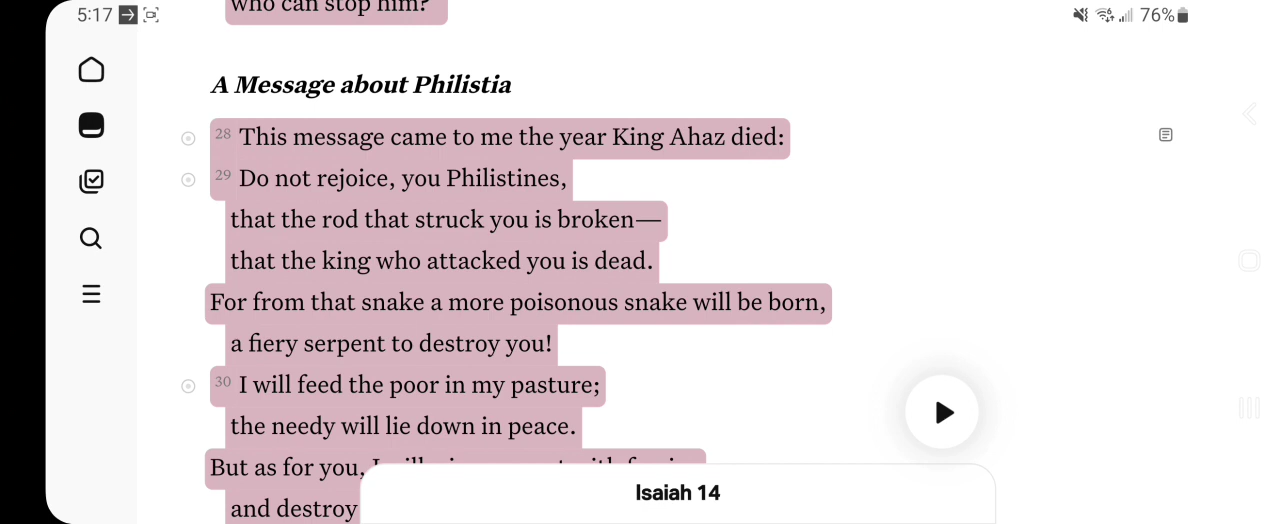 5:17
76%
who can stop him?
A Message about Philistia
28 This message came to me the year King Ahaz died:
29 Do not rejoice, you Philistines,
that the rod that struck you is broken—
that the king who attacked you is dead.
For from that snake a more poisonous snake will be born,
a fiery serpent to destroy you!
30 I will feed the poor in my pasture;
the needy will lie down in peace.
But as for you, I will
and destroy
Isaiah 14